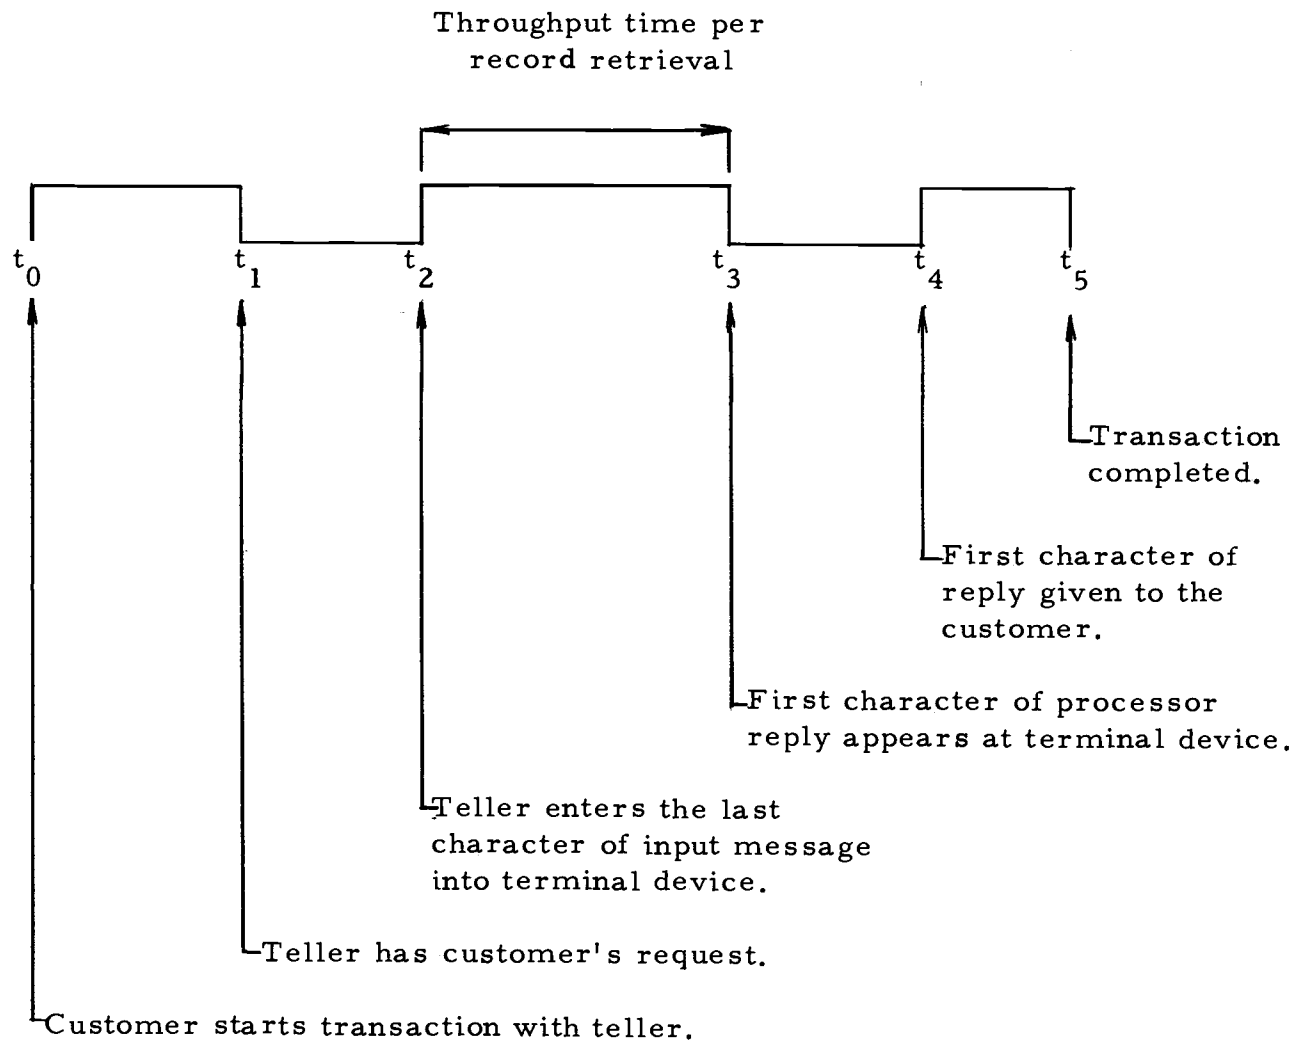 Throughput time per
record retrieval
t0 t1 t2 t3 t4 t5
Transaction
completed.
First character of
reply given to the
customer.
First character of processor
reply appears at terminal device.
Teller enters the last
character of input message
into terminal device.
Teller has customer's request.
Customer starts transaction with teller.